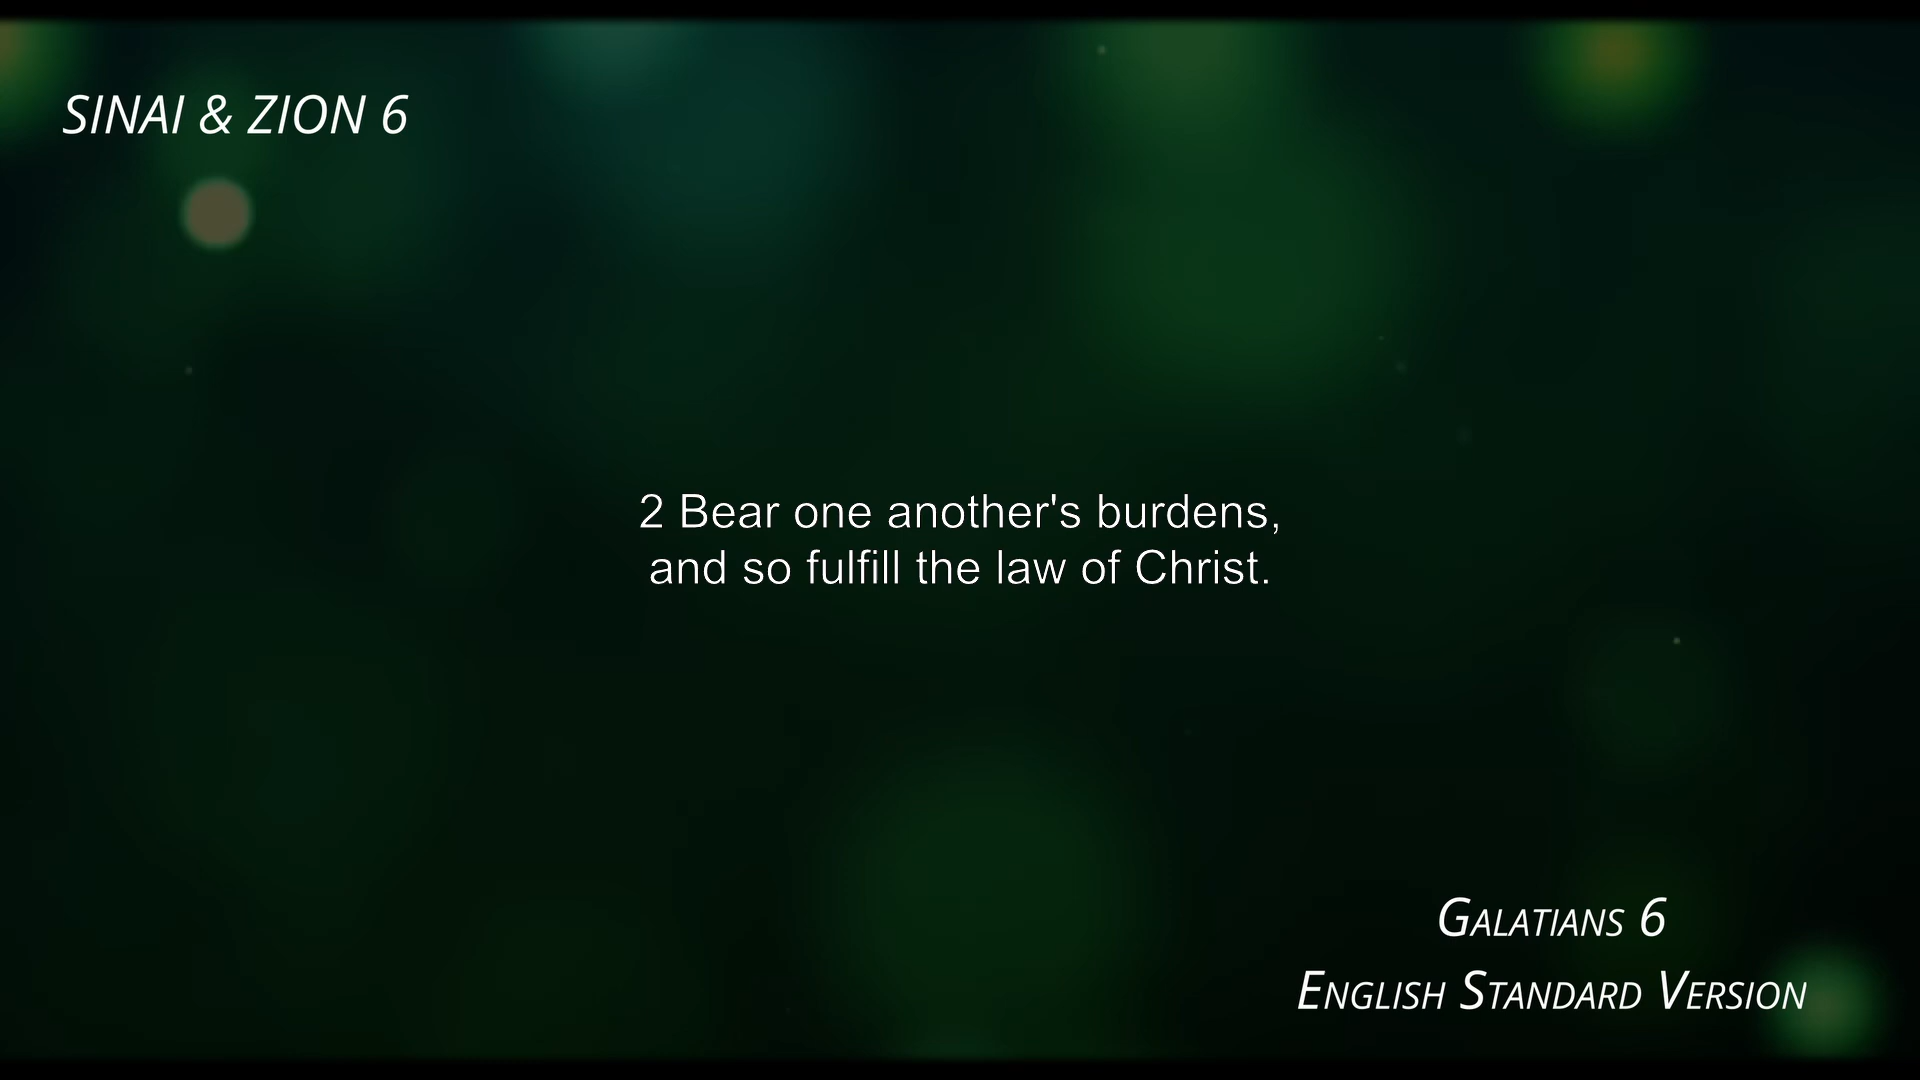 SINAI & ZION 6
2 Bear one another's burdens,
and so fulfill the law of Christ.
Galatians 6
English Standard Version